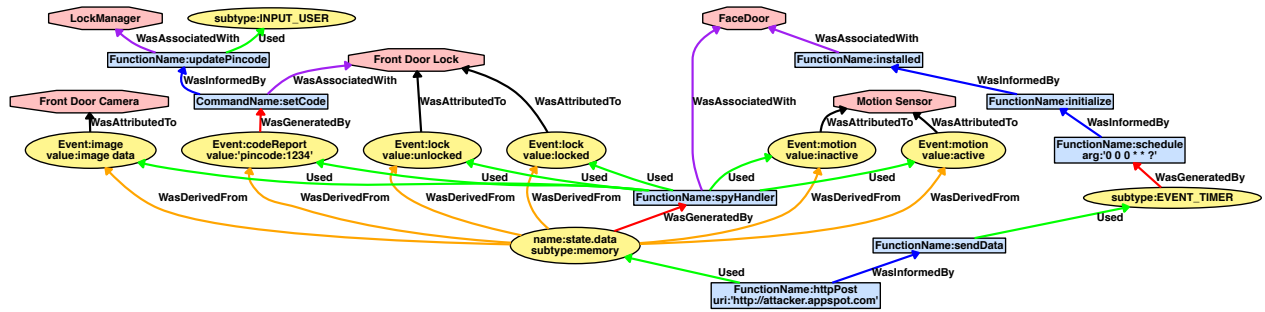 LockManager
subtype:INPUT_USER
FaceDoor
WasAssociatedWith
Used
WasAssociatedWith
FunctionName:updatePincode
Front Door Lock
FunctionName:installed
WasInformedBy
WasAssociatedWith
WasInformedBy
Front Door Camera
CommandName:setCode
WasAttributedTo
WasAttributedTo
WasAssociatedWith
Motion Sensor
FunctionName:initialize
WasAttributedTo
WasGeneratedBy
WasAttributedTo
WasAttributedTo
WasInformedBy
Event:image
value:image data
Event:codeReport
value:'pincode:1234'
Event:lock
value:unlocked
Event:lock
value:locked
Event:motion
value:inactive
Event:motion
value:active
FunctionName:schedule
arg:'0 0 0 * * ?'
Used
Used
Used
Used
Used
Used
WasGeneratedBy
WasDerivedFrom
WasDerivedFrom
WasDerivedFrom
WasDerivedFrom
FunctionName:spyHandler
WasDerivedFrom
WasDerivedFrom
subtype:EVENT_TIMER
WasGeneratedBy
Used
name:state.data
subtype:memory
FunctionName:sendData
Used
WasInformedBy
FunctionName:httpPost
uri:'http://attacker.appspot.com'